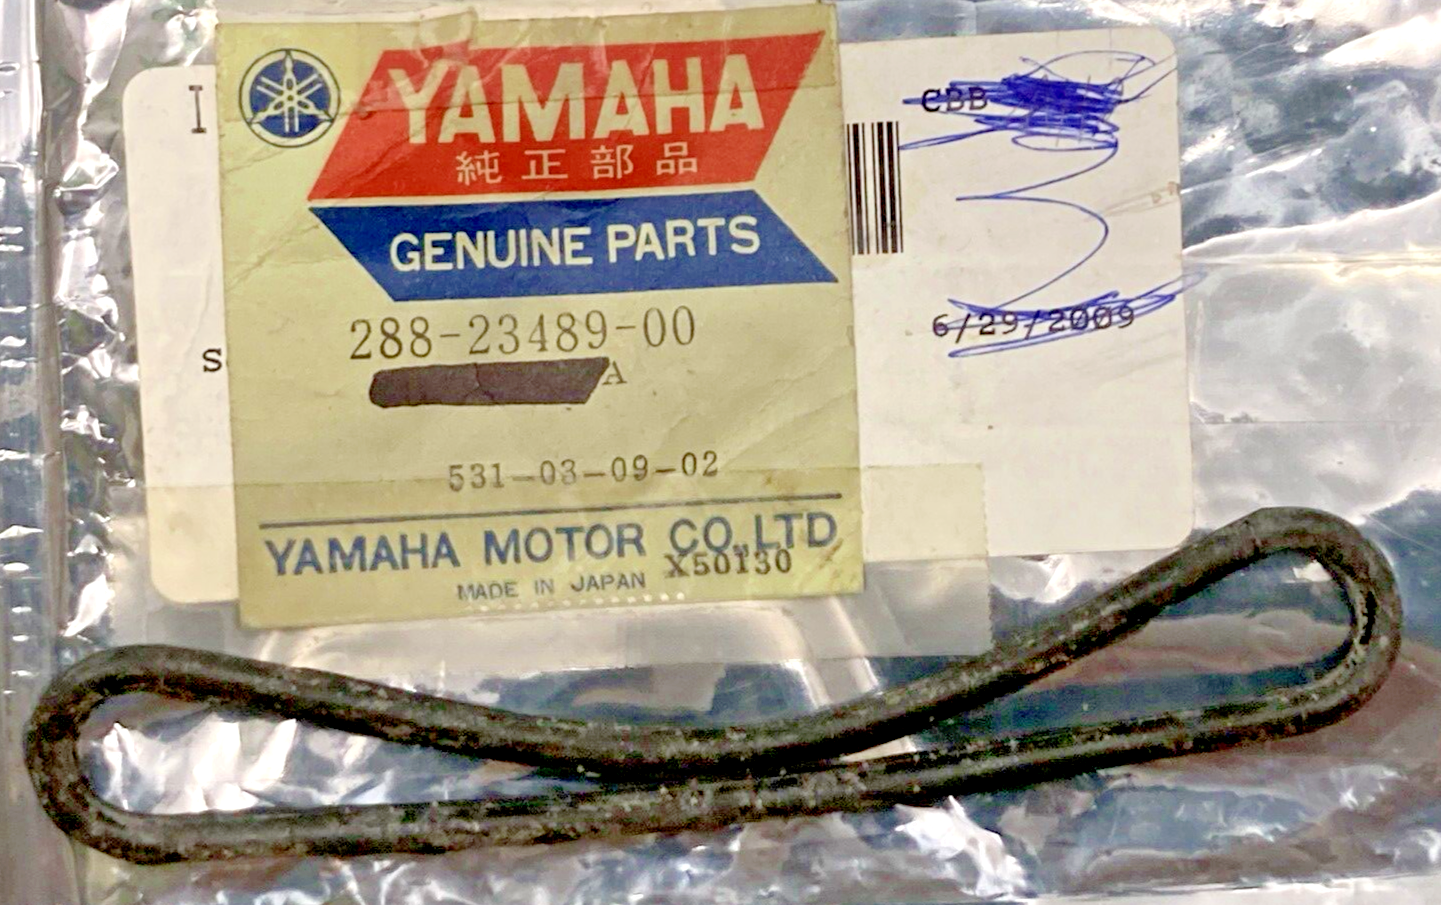 I
YAMAHA
純正部品
GENUINE PARTS
288-23489-00
A
531-03-09-02
YAMAHA MOTOR CO.,LTD
X50130
MADE IN JAPAN
S
CBB
6/29/2009